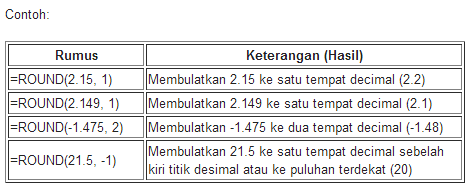 Contoh:
Rumus Keterangan (Hasil)
=ROUND(2.15, 1) Membulatkan 2.15 ke satu tempat decimal (2.2)
=ROUND(2.149, 1) Membulatkan 2.149 ke satu tempat decimal (2.1)
=ROUND(-1.475, 2) Membulatkan -1.475 ke dua tempat decimal (-1.48)
=ROUND(21.5, -1) Membulatkan 21.5 ke satu tempat decimal sebelah
kiri titik desimal atau ke puluhan terdekat (20)